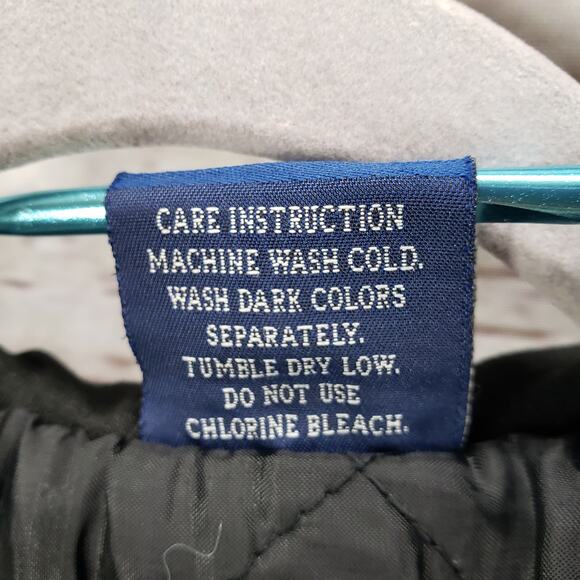 CARE INSTRUCTION
MACHINE WASH COLD.
WASH DARK COLORS
SEPARATELY.
TUMBLE DRY LOW.
DO NOT USE
CHLORINE BLEACH.